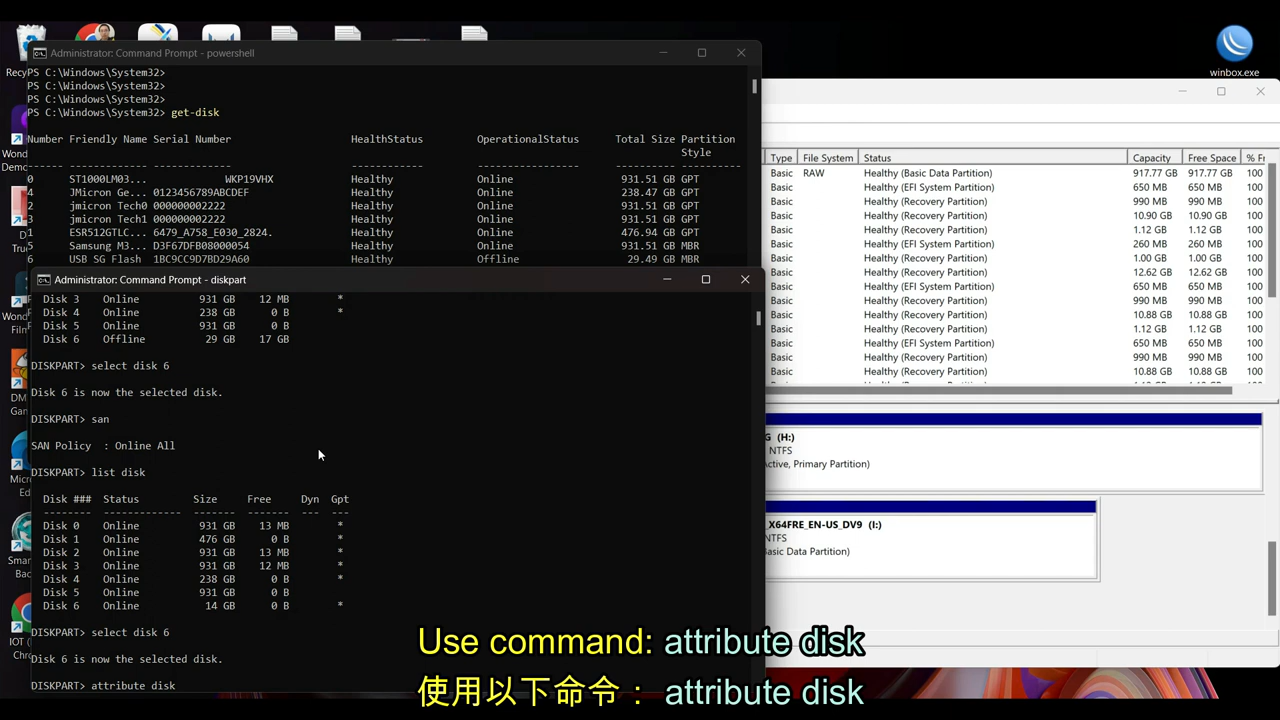 Recy
winbox.exe
Administrator: Command Prompt - powershell
PS C:\Windows\System32>
PS C:\Windows\System32>
PS C:\Windows\System32>
PS C:\Windows\System32> get-disk
Number Friendly Name Serial Number HealthStatus OperationalStatus Total Size Partition
Style
0 ST1000LM03... WKP19VHX Healthy Online 931.51 GB GPT
4 JMicron Ge... 0123456789ABCDEF Healthy Online 238.47 GB GPT
2 jmicron Tech0 000000002222 Healthy Online 931.51 GB GPT
3 jmicron Tech1 000000002222 Healthy Online 931.51 GB GPT
1 ESR512GTLC... 6479_A758_E030_2824. Healthy Online 476.94 GB GPT
5 Samsung M3... D3F67DFB08000054 Healthy Online 931.51 GB MBR
6 USB SG Flash 1BC9CC9D7BD29A60 Healthy Offline 29.49 GB MBR
Type File System Status Capacity Free Space % Fr
Basic RAW Healthy (Basic Data Partition) 917.77 GB 917.77 GB 100
Basic Healthy (EFI System Partition) 650 MB 650 MB 100
Basic Healthy (Recovery Partition) 990 MB 990 MB 100
Basic Healthy (Recovery Partition) 10.90 GB 10.90 GB 100
Basic Healthy (Recovery Partition) 1.12 GB 1.12 GB 100
Basic Healthy (EFI System Partition) 260 MB 260 MB 100
Basic Healthy (Recovery Partition) 1.00 GB 1.00 GB 100
Basic Healthy (Recovery Partition) 12.62 GB 12.62 GB 100
Basic Healthy (EFI System Partition) 650 MB 650 MB 100
Basic Healthy (Recovery Partition) 990 MB 990 MB 100
Basic Healthy (Recovery Partition) 10.88 GB 10.88 GB 100
Basic Healthy (Recovery Partition) 1.12 GB 1.12 GB 100
Basic Healthy (EFI System Partition) 650 MB 650 MB 100
Basic Healthy (Recovery Partition) 990 MB 990 MB 100
Basic Healthy (Recovery Partition) 10.88 GB 10.88 GB 100
Administrator: Command Prompt - diskpart
Disk 3 Online 931 GB 12 MB *
Disk 4 Online 238 GB 0 B *
Disk 5 Online 931 GB 0 B
Disk 6 Offline 29 GB 17 GB
DISKPART> select disk 6
Disk 6 is now the selected disk.
DISKPART> san
SAN Policy : Online All
DISKPART> list disk
Disk ### Status Size Free Dyn Gpt
Disk 0 Online 931 GB 13 MB *
Disk 1 Online 476 GB 0 B *
Disk 2 Online 931 GB 13 MB *
Disk 3 Online 931 GB 12 MB *
Disk 4 Online 238 GB 0 B *
Disk 5 Online 931 GB 0 B
Disk 6 Online 14 GB 0 B *
DISKPART> select disk 6
Disk 6 is now the selected disk.
DISKPART> attribute disk
G (H:)
NTFS
Active, Primary Partition)
_X64FRE_EN-US_DV9 (I:)
NTFS
Basic Data Partition)
Wond
Demo
D
Tru
Wond
Film
DM
Gan
Mic
Ed
Smar
Bac
IOT (
Chro
Use command: attribute disk
使用以下命令： attribute disk